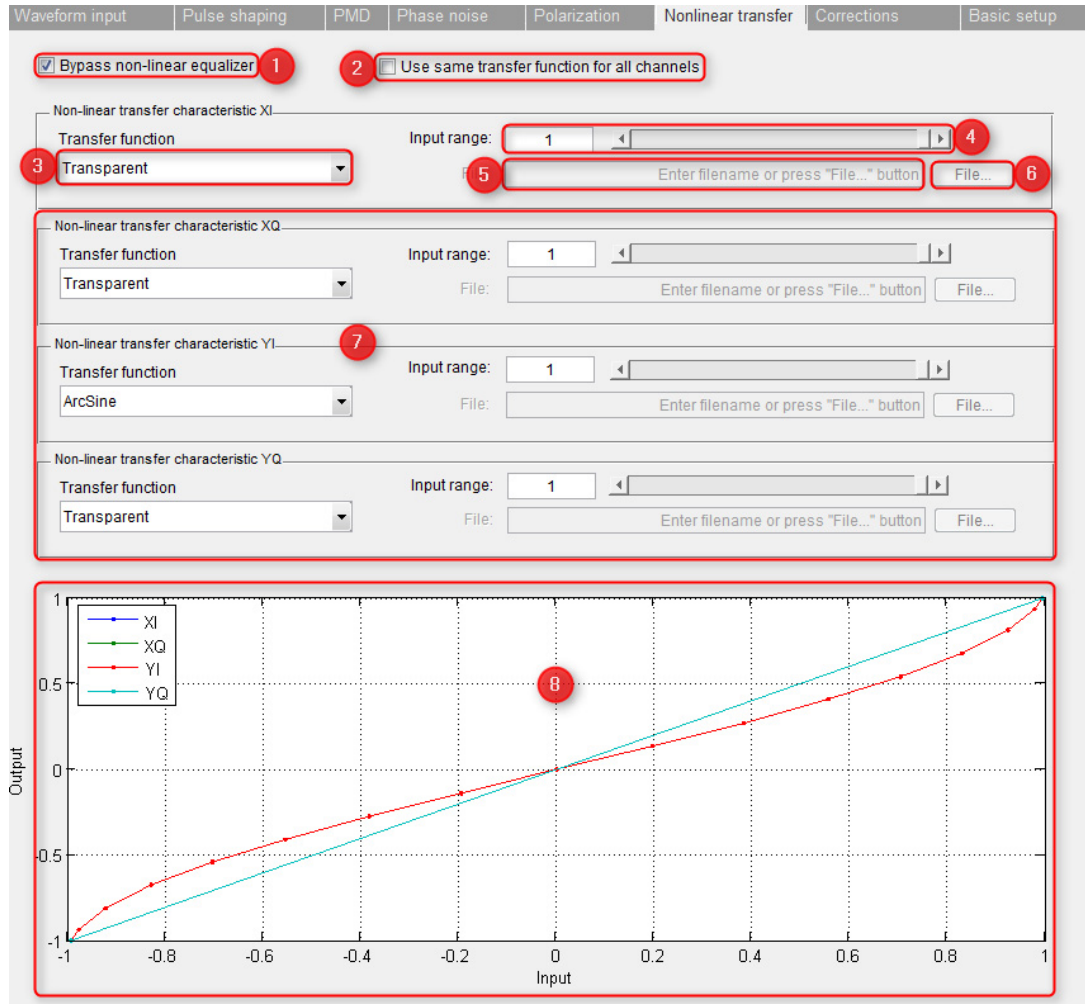 Waveform input Pulse shaping PMD Phase noise Polarization Nonlinear transfer Corrections Basic setup
Bypass non-linear equalizer 1 2 Use same transfer function for all channels
Non-linear transfer characteristic XI
Transfer function Input range: 1 4
3 Transparent 5 Enter filename or press "File..." button File... 6
Non-linear transfer characteristic XQ
Transfer function Input range: 1
Transparent File: Enter filename or press "File..." button File...
Non-linear transfer characteristic YI 7
Transfer function Input range: 1
ArcSine File: Enter filename or press "File..." button File...
Non-linear transfer characteristic YQ
Transfer function Input range: 1
Transparent File: Enter filename or press "File..." button File...
1
XI
XQ
YI
YQ
0.5
8
0
Output
-0.5
-1
-1 -0.8 -0.6 -0.4 -0.2 0 0.2 0.4 0.6 0.8 1
Input